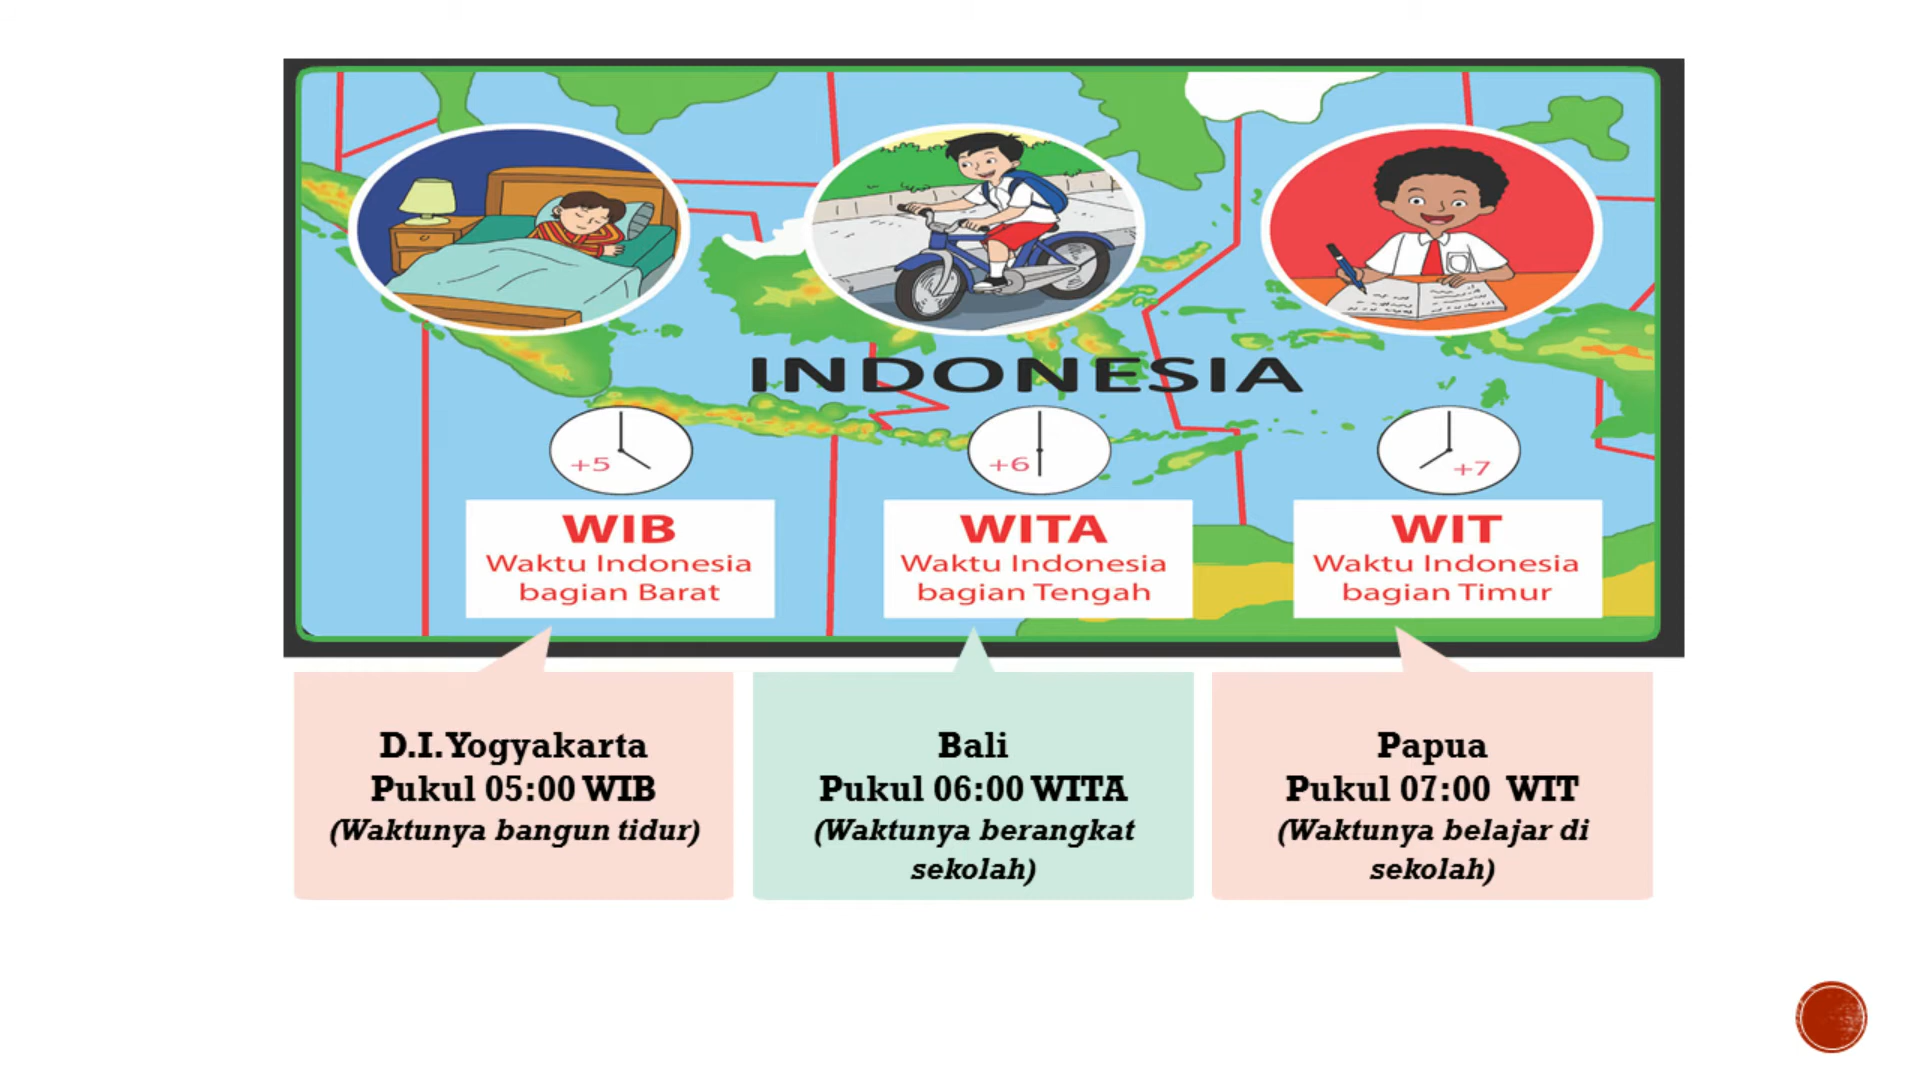 INDONESIA
+5
+6
+7
WIB
Waktu Indonesia
bagian Barat
WITA
Waktu Indonesia
bagian Tengah
WIT
Waktu Indonesia
bagian Timur
D.I.Yogyakarta
Pukul 05:00 WIB
(Waktunya bangun tidur)
Bali
Pukul 06:00 WITA
(Waktunya berangkat
sekolah)
Papua
Pukul 07:00 WIT
(Waktunya belajar di
sekolah)